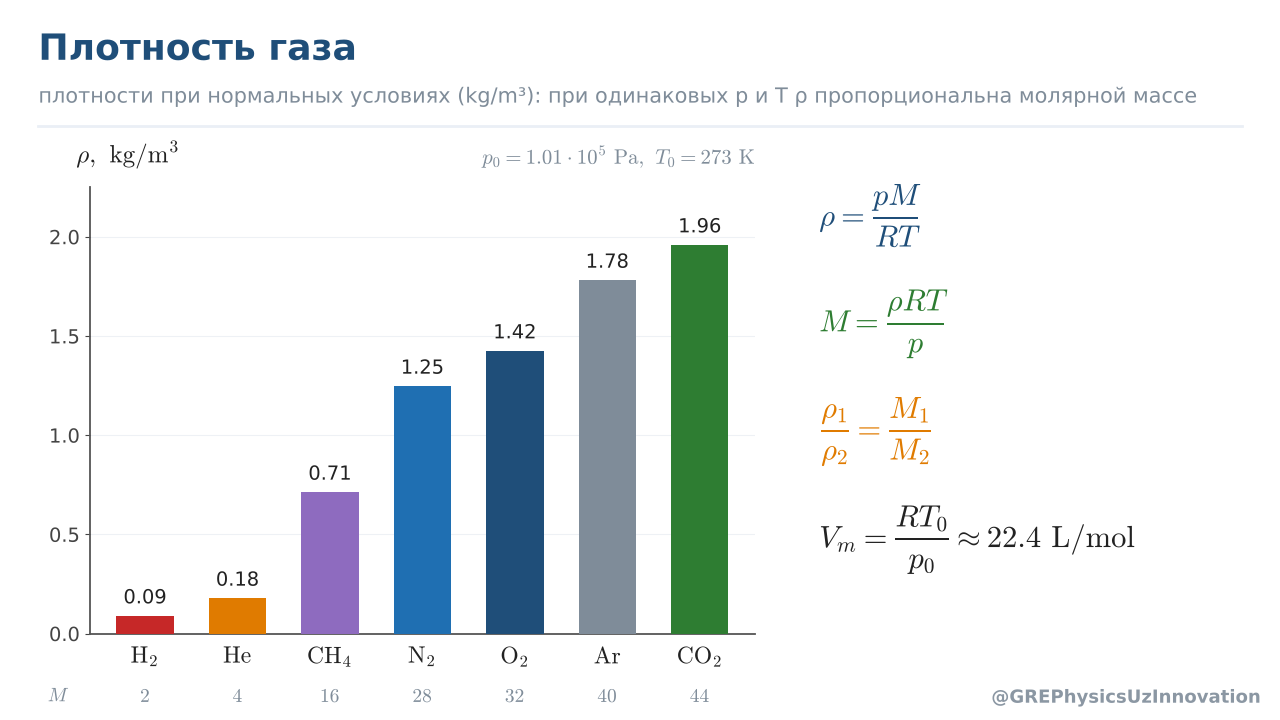 Плотность газа
плотности при нормальных условиях (kg/m³): при одинаковых p и T ρ пропорциональна молярной массе
ρ, kg/m³
p₀ = 1.01 · 10⁵ Pa, T₀ = 273 K
2.0
1.5
1.0
0.5
0.0
0.09
0.18
0.71
1.25
1.42
1.78
1.96
H₂ He CH₄ N₂ O₂ Ar CO₂
M 2 4 16 28 32 40 44
ρ = pM/RT
M = ρRT/p
ρ₁/ρ₂ = M₁/M₂
Vₘ = RT₀/p₀ ≈ 22.4 L/mol
@GREPhysicsUzInnovation